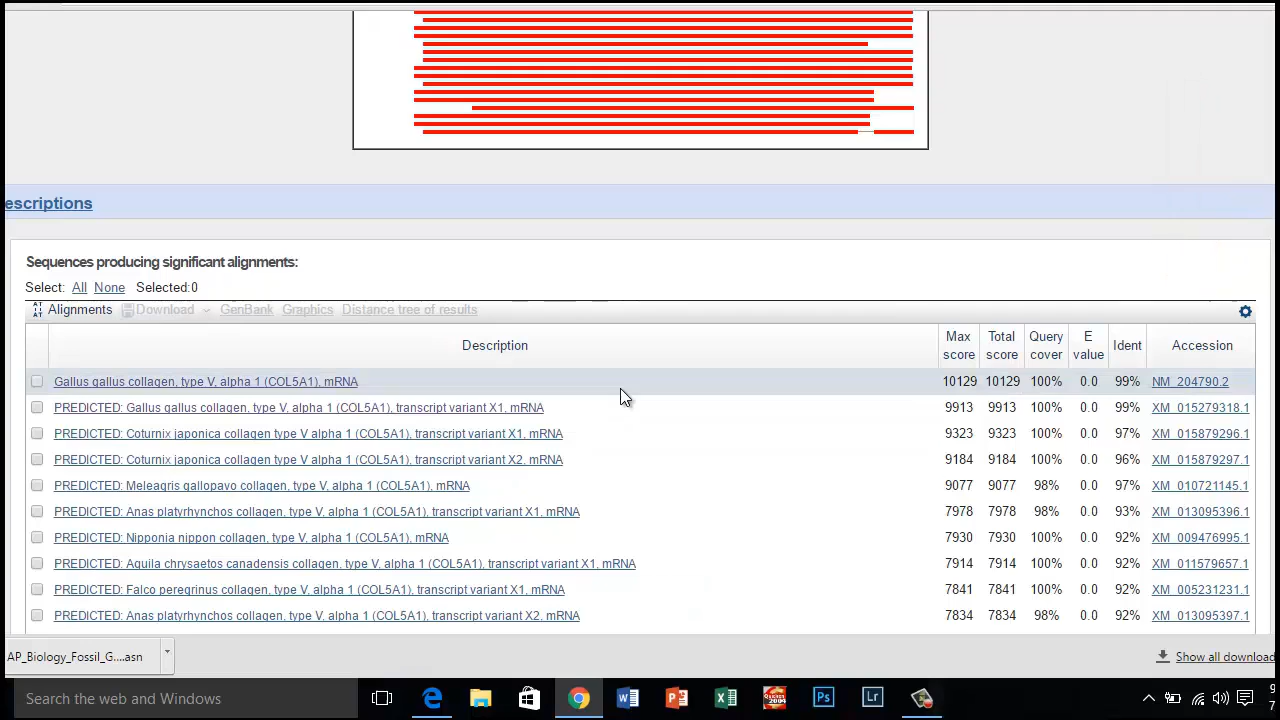 escriptions
Sequences producing significant alignments:
Select: All None Selected:0
AT Alignments Download GenBank Graphics Distance tree of results
Description Max score Total score Query cover E value Ident Accession
Gallus gallus collagen, type V, alpha 1 (COL5A1), mRNA 10129 10129 100% 0.0 99% NM_204790.2
PREDICTED: Gallus gallus collagen, type V, alpha 1 (COL5A1), transcript variant X1, mRNA 9913 9913 100% 0.0 99% XM_015279318.1
PREDICTED: Coturnix japonica collagen type V alpha 1 (COL5A1), transcript variant X1, mRNA 9323 9323 100% 0.0 97% XM_015879296.1
PREDICTED: Coturnix japonica collagen type V alpha 1 (COL5A1), transcript variant X2, mRNA 9184 9184 100% 0.0 96% XM_015879297.1
PREDICTED: Meleagris gallopavo collagen, type V, alpha 1 (COL5A1), mRNA 9077 9077 98% 0.0 97% XM_010721145.1
PREDICTED: Anas platyrhynchos collagen, type V, alpha 1 (COL5A1), transcript variant X1, mRNA 7978 7978 98% 0.0 93% XM_013095396.1
PREDICTED: Nipponia nippon collagen, type V, alpha 1 (COL5A1), mRNA 7930 7930 100% 0.0 92% XM_009476995.1
PREDICTED: Aquila chrysaetos canadensis collagen, type V, alpha 1 (COL5A1), transcript variant X1, mRNA 7914 7914 100% 0.0 92% XM_011579657.1
PREDICTED: Falco peregrinus collagen, type V, alpha 1 (COL5A1), transcript variant X1, mRNA 7841 7841 100% 0.0 92% XM_005231231.1
PREDICTED: Anas platyrhynchos collagen, type V, alpha 1 (COL5A1), transcript variant X2, mRNA 7834 7834 98% 0.0 92% XM_013095397.1
AP_Biology_Fossil_G....asn Show all download
Search the web and Windows